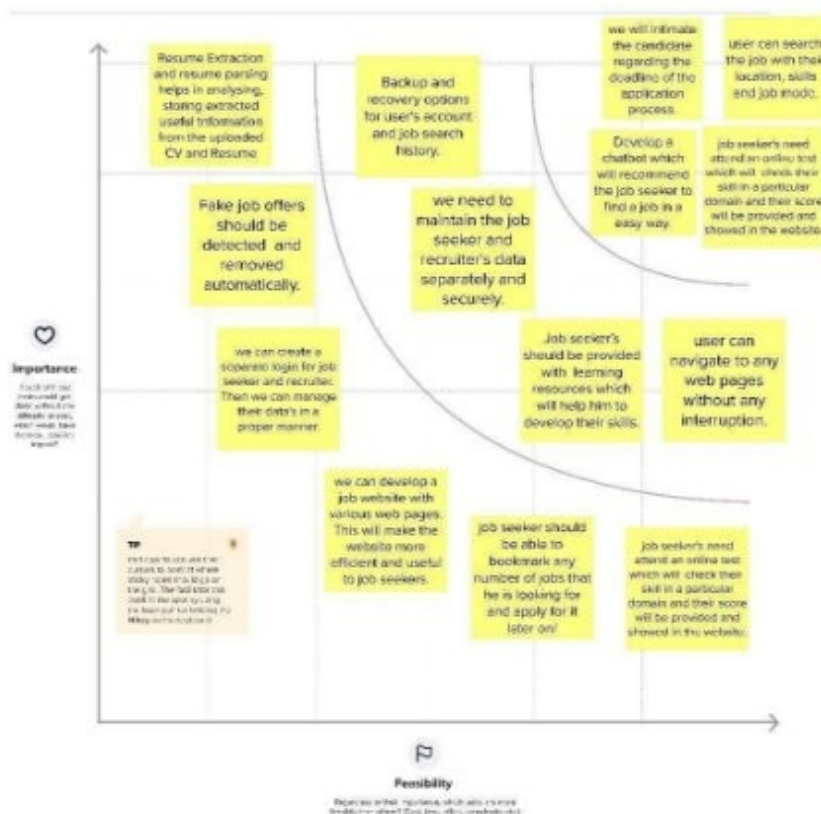 Resume Extraction
and resume parsing
helps in analysing,
storing extracted
useful Information
from the uploaded
CV and Resume
Backup and
recovery options
for user's account
and job search
history.
we will intimate
the candidate
regarding the
deadline of the
application
process.
user can search
the job with their
location, skills
and job mode.
Develop a
chatbot which
will recommend
the job seeker to
find a job in a
easy way.
job seeker's need
attend an online test
which will check their
skill in a particular
domain and their score
will be provided and
showed in the website.
Fake job offers
should be
detected and
removed
automatically.
we need to
maintain the job
seeker and
recruiter's data
separately and
securely.
Importance
we can create a
separate login for job
seeker and recruiter.
Then we can manage
their data's in a
proper manner.
Job seeker's
should be provided
with learning
resources which
will help him to
develop their skills.
user can
navigate to any
web pages
without any
interruption.
we can develop a
job website with
various web pages.
This will make the
website more
efficient and useful
to job seekers.
job seeker should
be able to
bookmark any
number of jobs that
he is looking for
and apply for it
later on!
job seeker's need
attend an online test
which will check their
skill in a particular
domain and their score
will be provided and
showed in the website.
TIP
Feasibility